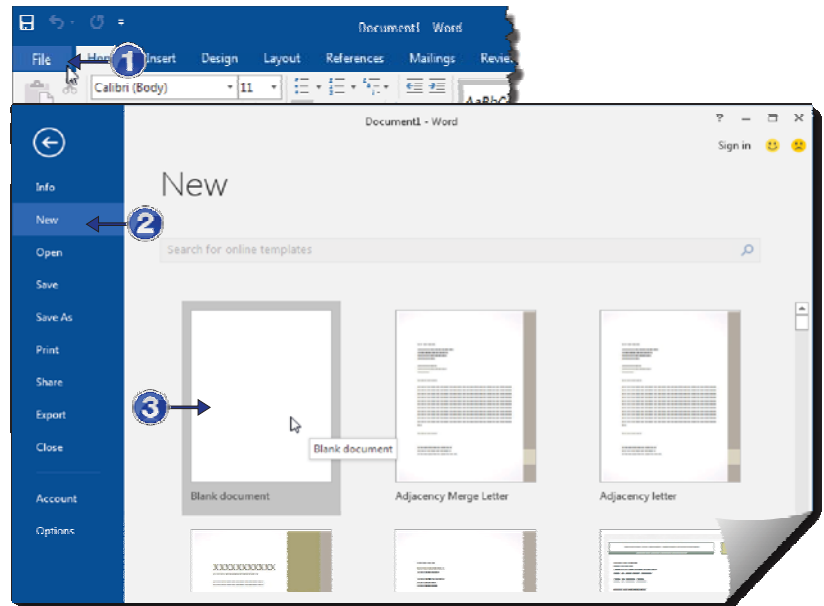 Document1 Word
File Insert Design Layout References Mailings
Calibri (Body) 11
Document1 - Word
? 
Sign in
New
Info
New
Search for online templates
Open
Save
Save As
Print
Share
Export
Close
Account
Options
Blank document
Blank document
Adjacency Merge Letter
Adjacency letter
XXXXXXXXXXX
1
2
3